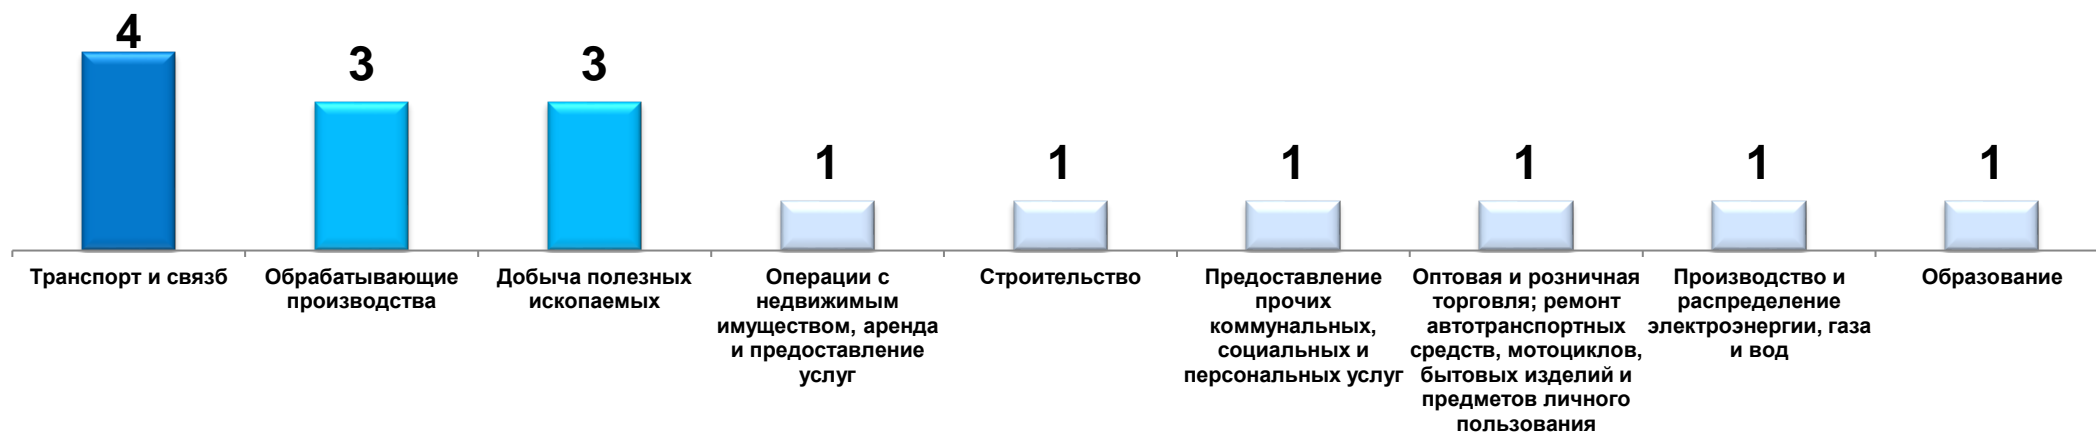 4
3
3
1
1
1
1
1
1
Транспорт и связб
Обрабатывающие
производства
Добыча полезных
ископаемых
Операции с
недвижимым
имуществом, аренда
и предоставление
услуг
Строительство
Предоставление
прочих
коммунальных,
социальных и
персональных услуг
Оптовая и розничная
торговля; ремонт
автотранспортных
средств, мотоциклов,
бытовых изделий и
предметов личного
пользования
Производство и
распределение
электроэнергии, газа
и вод
Образование